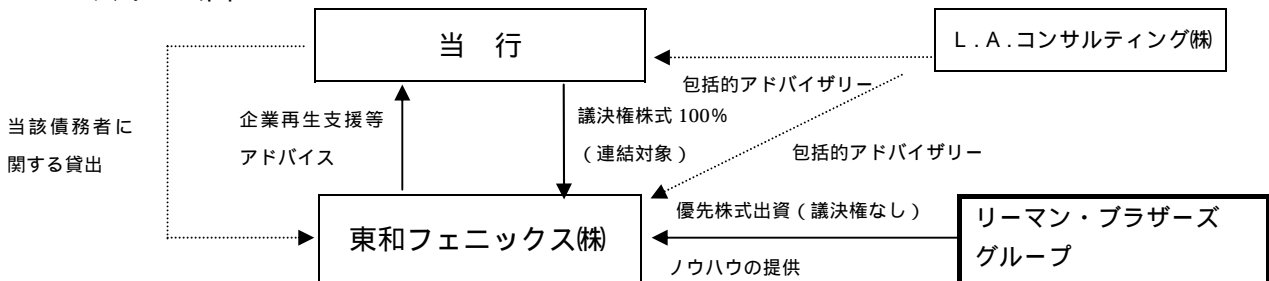 当 行
L.A.コンサルティング㈱
包括的アドバイザリー
当該債務者に
関する貸出
企業再生支援等
アドバイス
議決権株式 100%
(連結対象)
包括的アドバイザリー
東和フェニックス㈱
優先株式出資(議決権なし)
ノウハウの提供
リーマン・ブラザーズ
グループ